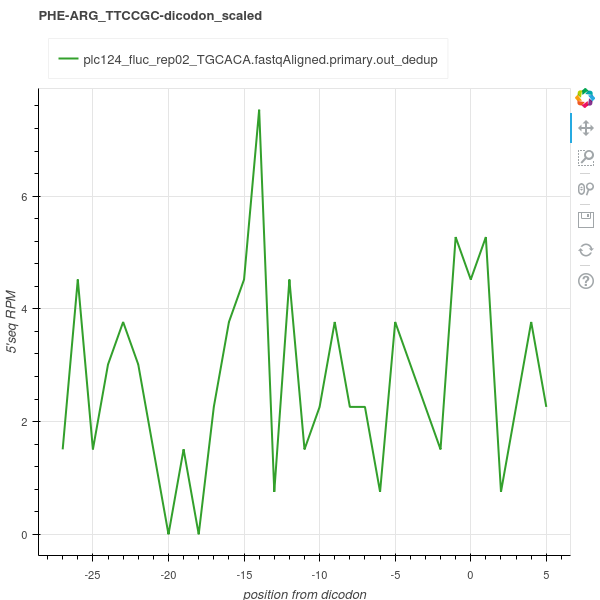 PHE-ARG_TTCCGC-dicodon_scaled
plc124_fluc_rep02_TGCACA.fastqAligned.primary.out_dedup
6
4
2
0
5'seq RPM
-25 -20 -15 -10 -5 0 5
position from dicodon